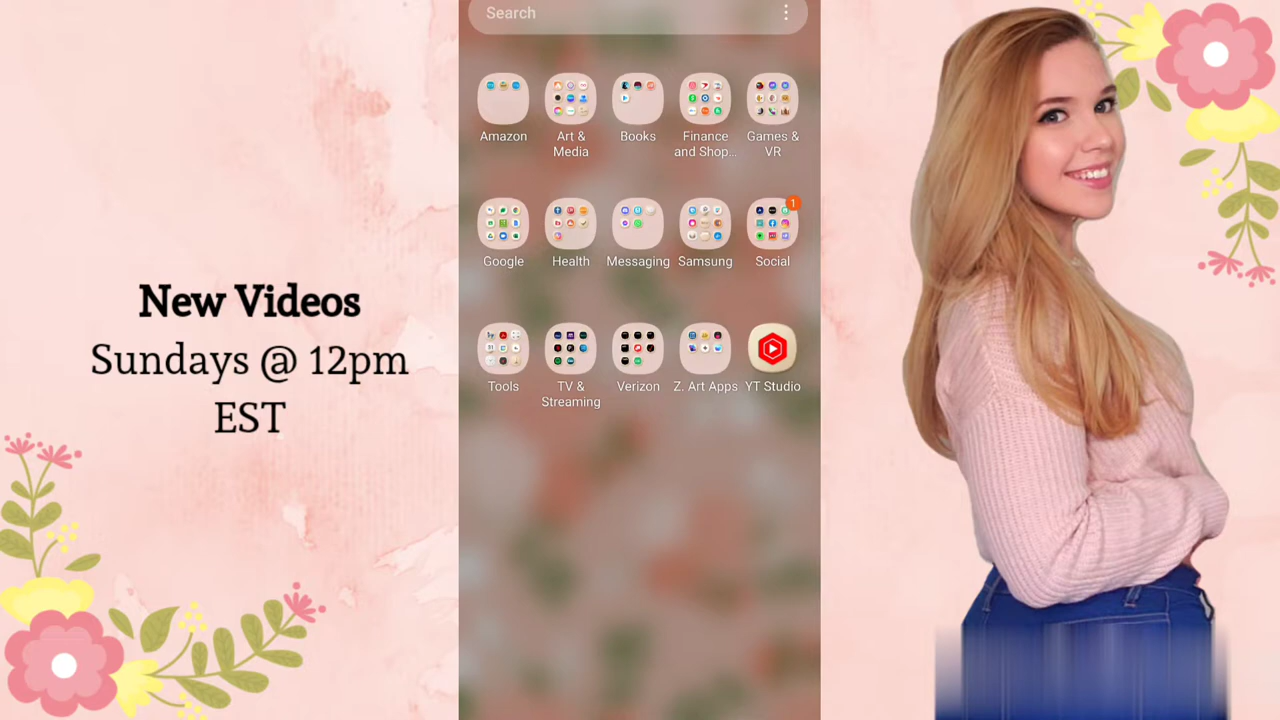 New Videos
Sundays @ 12pm
EST
Search
Amazon
Art &
Media
Books
Finance
and Shop...
Games &
VR
Google
Health
Messaging
Samsung
Social
1
Tools
TV &
Streaming
Verizon
Z. Art Apps
YT Studio